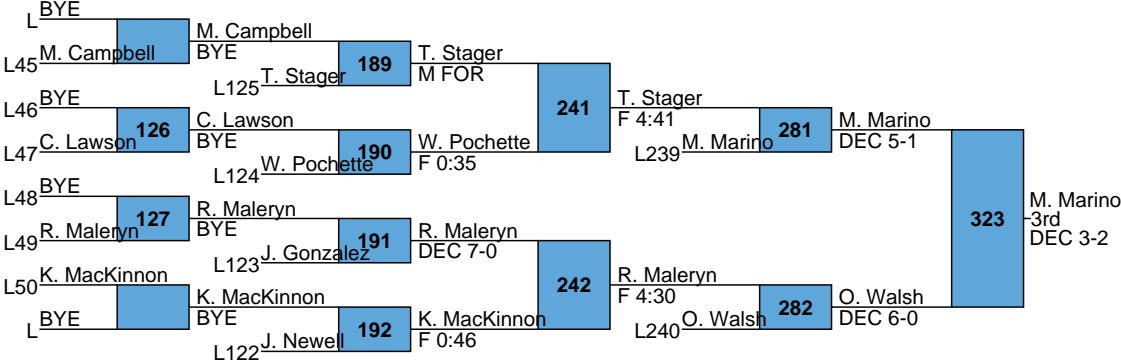 BYE
L
M. Campbell
L45
M. Campbell
BYE
189
T. Stager
L125
T. Stager
M FOR
BYE
L46
126
C. Lawson
L47
C. Lawson
BYE
190
W. Pochette
L124
W. Pochette
F 0:35
241
T. Stager
F 4:41
M. Marino
L239
281
M. Marino
DEC 5-1
BYE
L48
127
R. Maleryn
L49
R. Maleryn
BYE
191
J. Gonzalez
L123
R. Maleryn
DEC 7-0
K. MacKinnon
L50
BYE
L
K. MacKinnon
BYE
192
J. Newell
L122
K. MacKinnon
F 0:46
242
R. Maleryn
F 4:30
O. Walsh
L240
282
O. Walsh
DEC 6-0
323
M. Marino
3rd
DEC 3-2